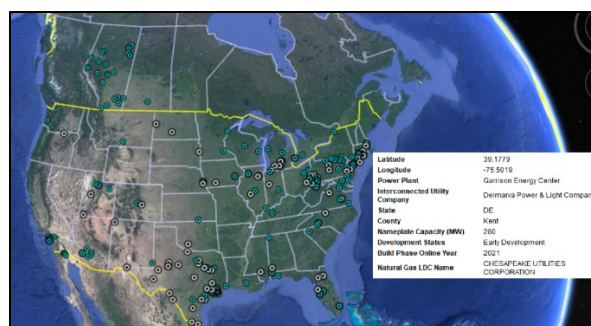 Latitude 39.1779
Longitude -75.5019
Power Plant Garrison Energy Center
Interconnected Utility Company Delmarva Power & Light Compan
State DE
County Kent
Nameplate Capacity (MW) 280
Development Status Early Development
Build Phase Online Year 2021
Natural Gas LDC Name CHESAPEAKE UTILITIES CORPORATION